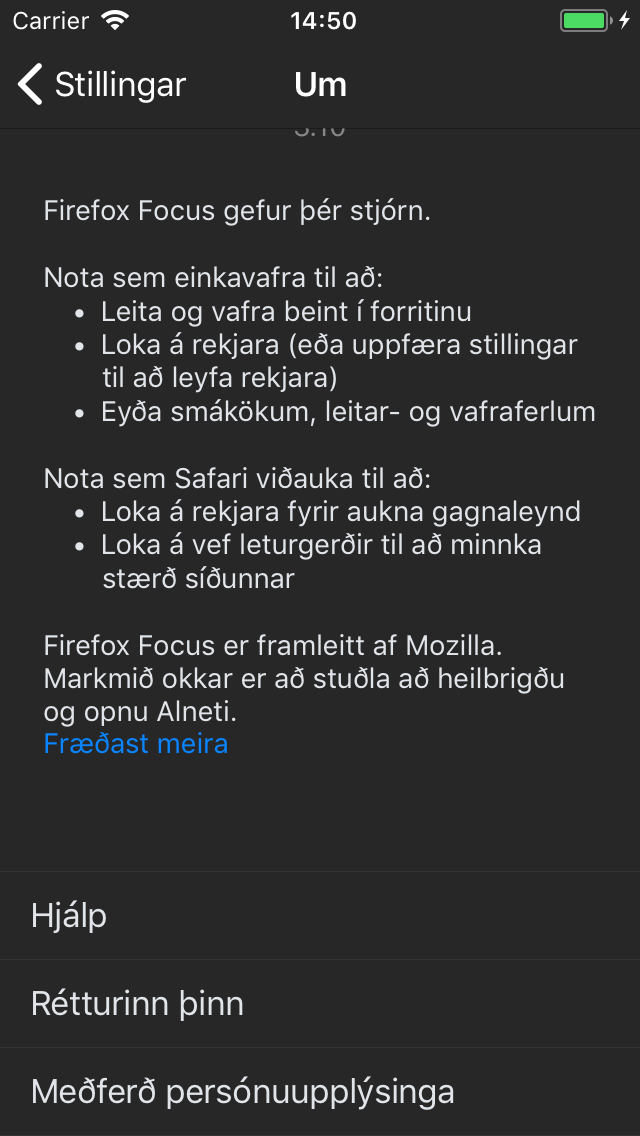 Carrier 14:50
Stillingar Um
Firefox Focus gefur þér stjórn.
Nota sem einkavafra til að:
• Leita og vafra beint í forritinu
• Loka á rekjara (eða uppfæra stillingar
til að leyfa rekjara)
• Eyða smákökum, leitar- og vafraferlum
Nota sem Safari viðauka til að:
• Loka á rekjara fyrir aukna gagnaleynd
• Loka á vef leturgerðir til að minnka
stærð síðunnar
Firefox Focus er framleitt af Mozilla.
Markmið okkar er að stuðla að heilbrigðu
og opnu Alneti.
Fræðast meira
Hjálp
Rétturinn þinn
Meðferð persónuupplýsinga